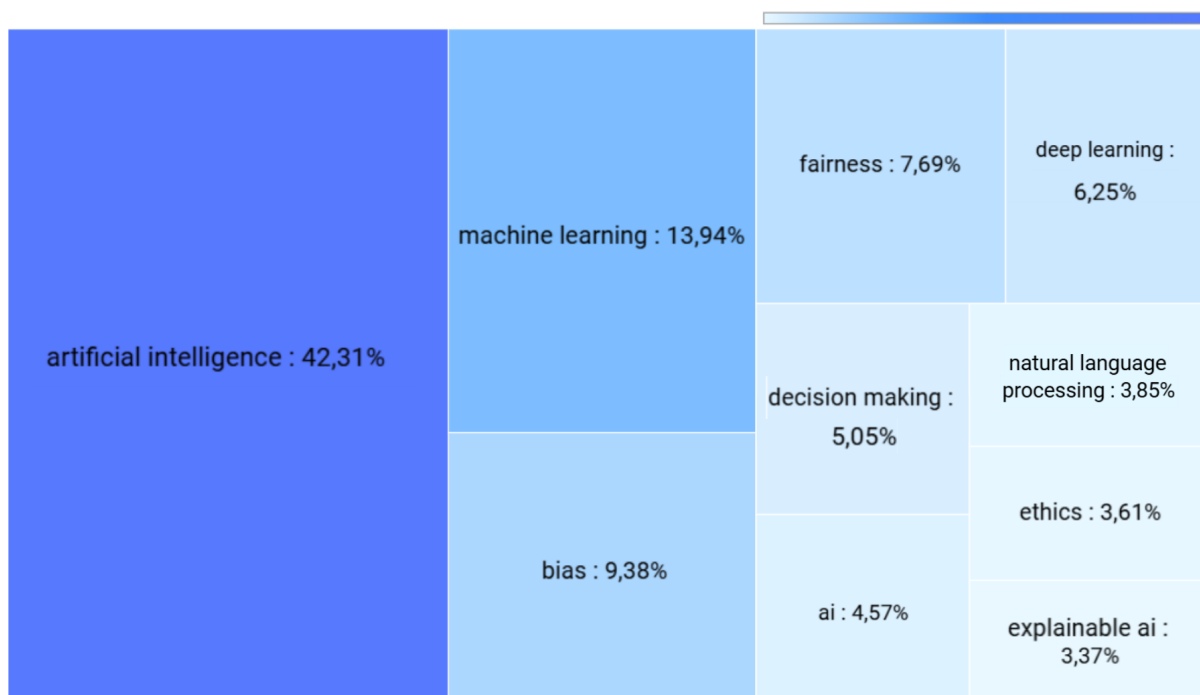 artificial intelligence : 42,31%
machine learning : 13,94%
bias : 9,38%
fairness : 7,69%
deep learning :
6,25%
decision making :
5,05%
ai : 4,57%
natural language
processing : 3,85%
ethics : 3,61%
explainable ai :
3,37%